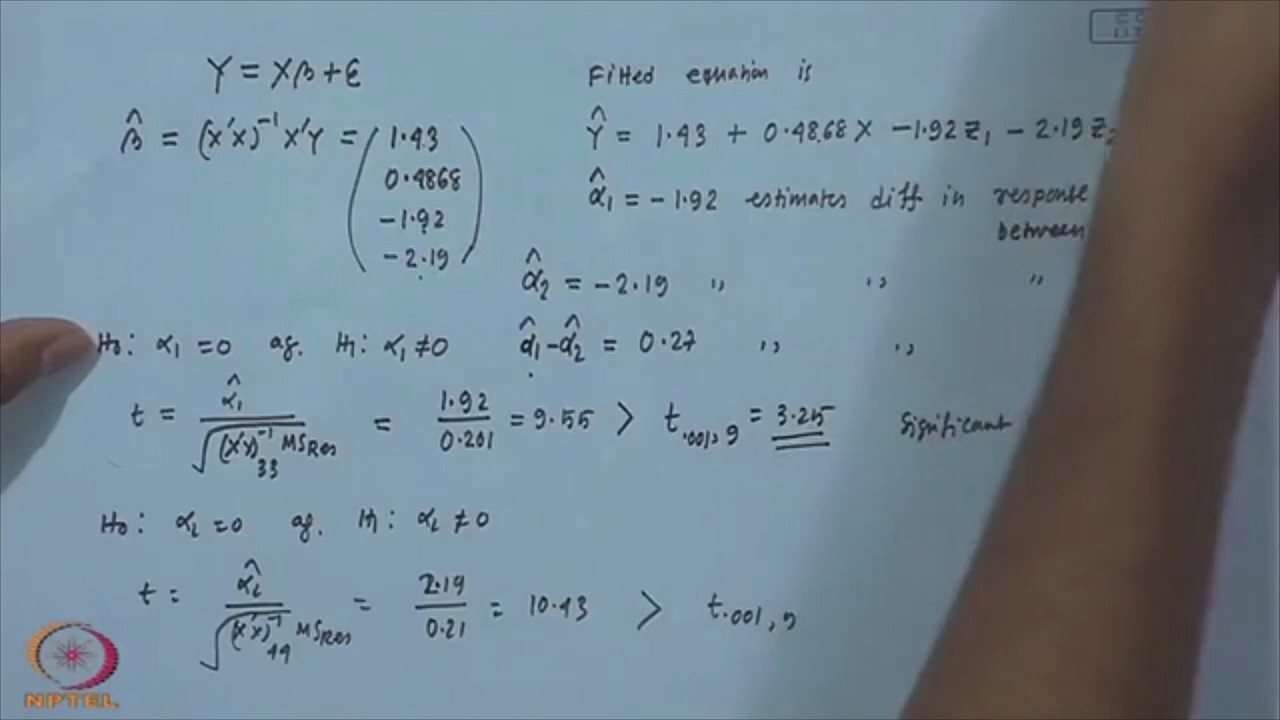 Y = Xβ + ε
β̂ = (X'X)⁻¹ X'Y = (1.43
0.4868
-1.92
-2.19)
Fitted equation is
Ŷ = 1.43 + 0.4868 X - 1.92 Z₁ - 2.19 Z₂
α̂₁ = -1.92 estimates diff in response
between
α̂₂ = -2.19 ,, ,, ,,
α̂₁ - α̂₂ = 0.27 ,, ,,
H₀: α₁ = 0 ag. H₁: α₁ ≠ 0
t = α̂₁ / √((X'X)⁻¹₃₃ MS_Res) = 1.92 / 0.201 = 9.55 > t.001,9 = 3.25 Significant
H₀: α₂ = 0 ag. H₁: α₂ ≠ 0
t = α̂₂ / √((X'X)⁻¹₄₄ MS_Res) = 2.19 / 0.21 = 10.43 > t.001,9
NPTEL